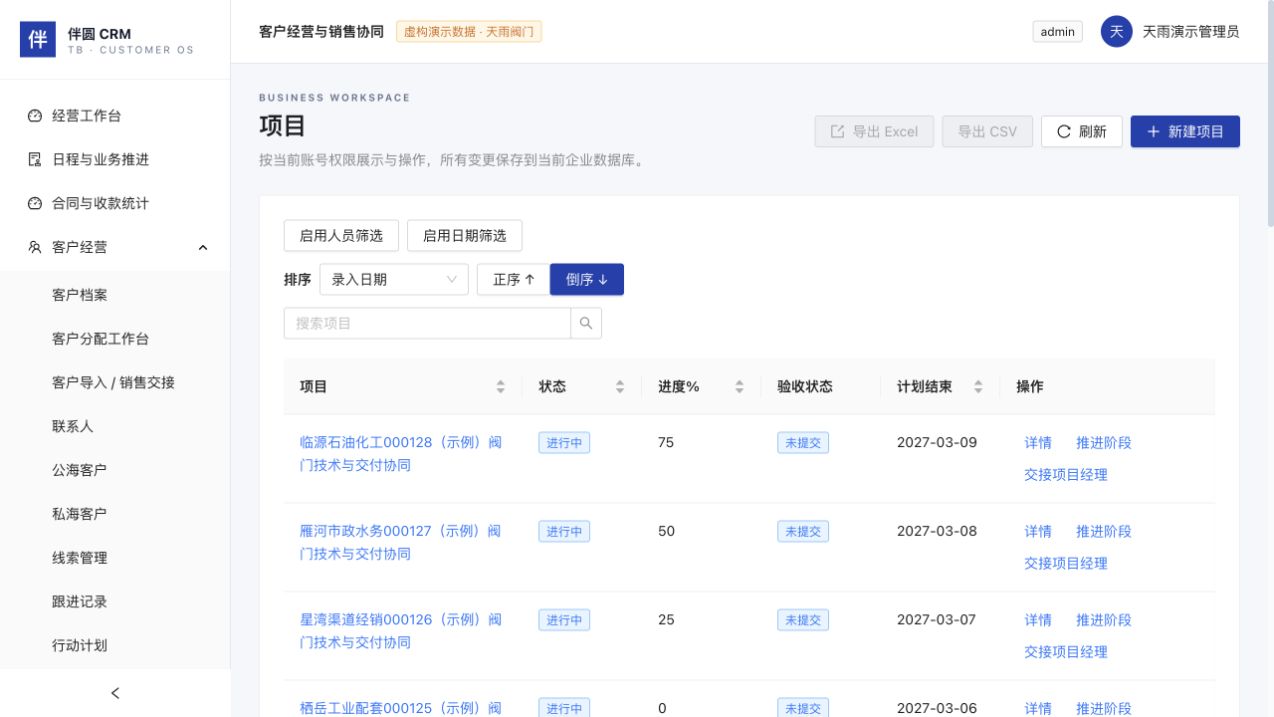 伴
伴圆 CRM
TB · CUSTOMER OS
客户经营与销售协同
虚构演示数据 · 天雨阀门
admin
天
天雨演示管理员
经营工作台
日程与业务推进
合同与收款统计
客户经营
客户档案
客户分配工作台
客户导入 / 销售交接
联系人
公海客户
私海客户
线索管理
跟进记录
行动计划
BUSINESS WORKSPACE
项目
按当前账号权限展示与操作，所有变更保存到当前企业数据库。
导出 Excel
导出 CSV
刷新
新建项目
启用人员筛选
启用日期筛选
排序
录入日期
正序 ↑
倒序 ↓
搜索项目
项目 状态 进度% 验收状态 计划结束 操作
临源石油化工000128（示例）阀 进行中 75 未提交 2027-03-09 详情 推进阶段
门技术与交付协同 交接项目经理
雁河市政水务000127（示例）阀 进行中 50 未提交 2027-03-08 详情 推进阶段
门技术与交付协同 交接项目经理
星湾渠道经销000126（示例）阀 进行中 25 未提交 2027-03-07 详情 推进阶段
门技术与交付协同 交接项目经理
栖岳工业配套000125（示例）阀 进行中 0 未提交 2027-03-06 详情 推进阶段